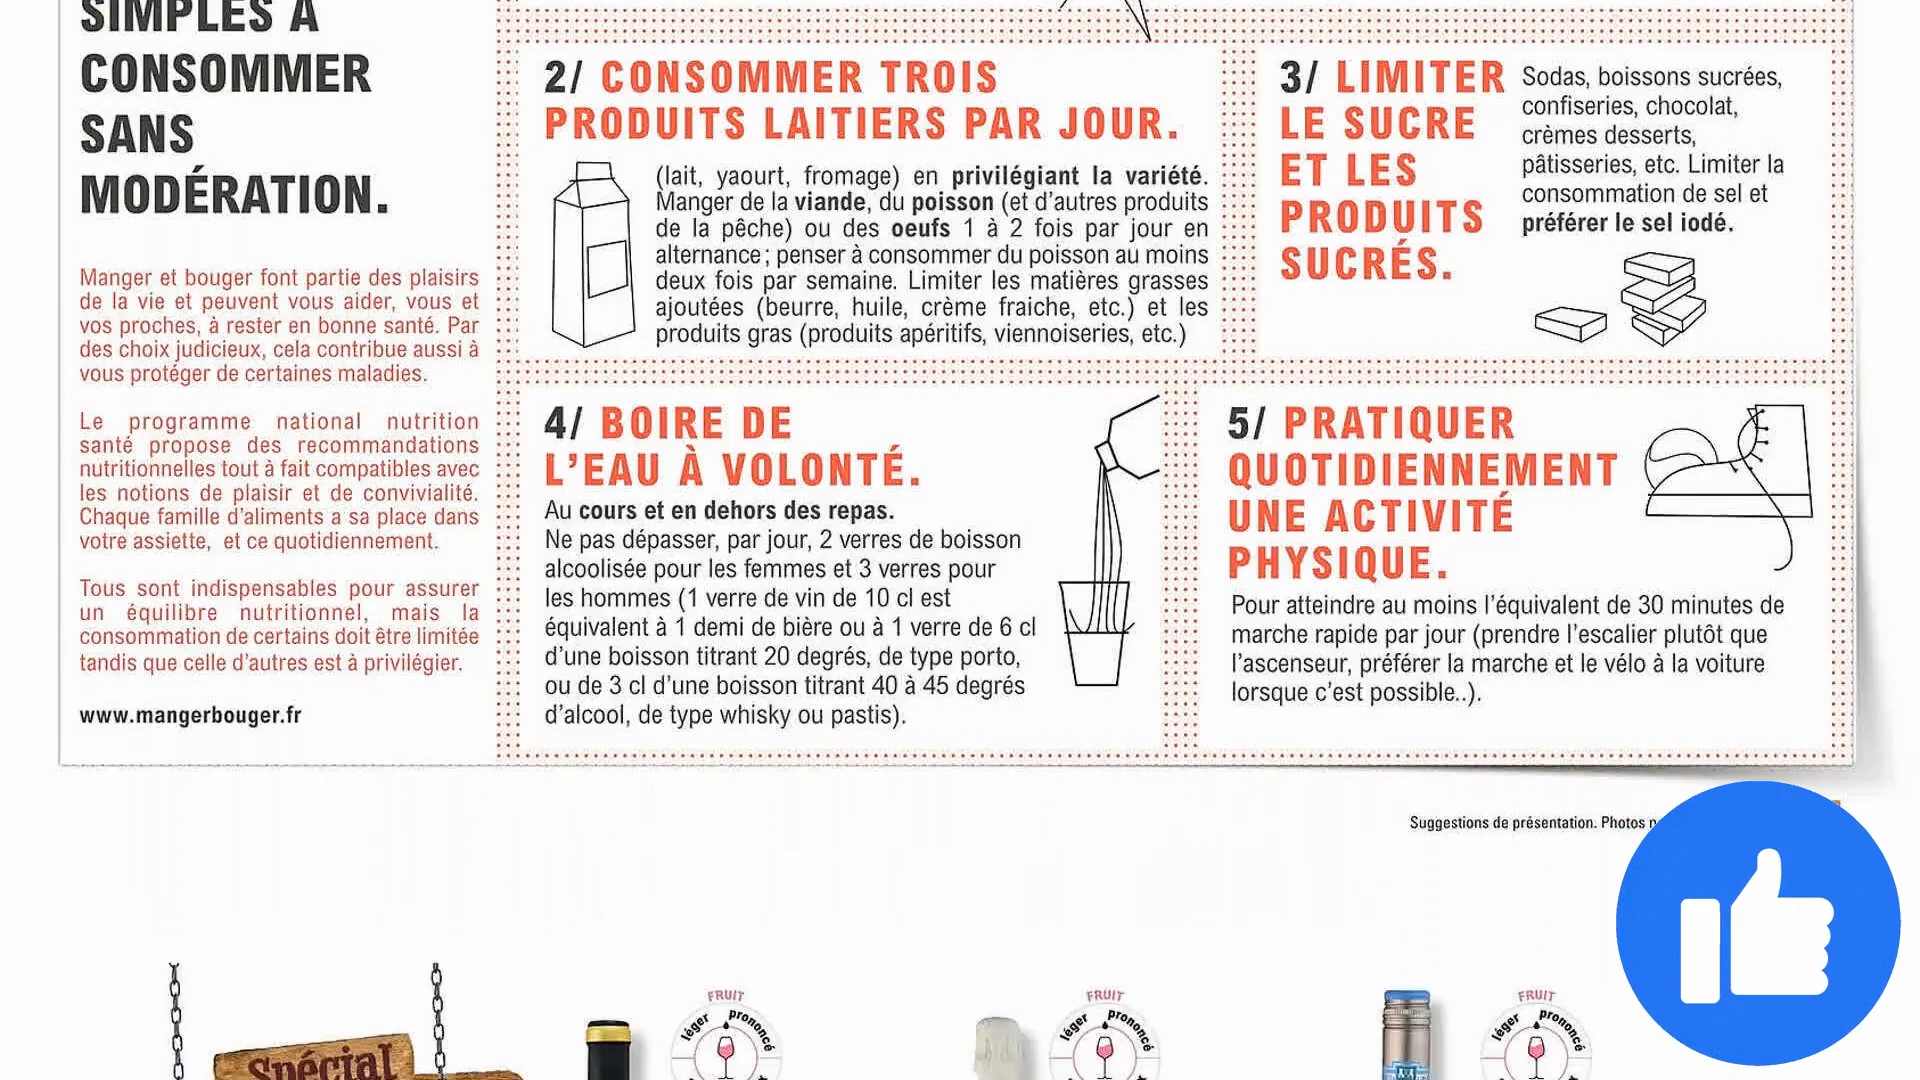 SIMPLES À
CONSOMMER
SANS
MODÉRATION.
Manger et bouger font partie des plaisirs
de la vie et peuvent vous aider, vous et
vos proches, à rester en bonne santé. Par
des choix judicieux, cela contribue aussi à
vous protéger de certaines maladies.
Le programme national nutrition
santé propose des recommandations
nutritionnelles tout à fait compatibles avec
les notions de plaisir et de convivialité.
Chaque famille d'aliments a sa place dans
votre assiette, et ce quotidiennement.
Tous sont indispensables pour assurer
un équilibre nutritionnel, mais la
consommation de certains doit être limitée
tandis que celle d'autres est à privilégier.
www.mangerbouger.fr
2/ CONSOMMER TROIS
PRODUITS LAITIERS PAR JOUR.
(lait, yaourt, fromage) en privilégiant la variété.
Manger de la viande, du poisson (et d'autres produits
de la pêche) ou des oeufs 1 à 2 fois par jour en
alternance ; penser à consommer du poisson au moins
deux fois par semaine. Limiter les matières grasses
ajoutées (beurre, huile, crème fraiche, etc.) et les
produits gras (produits apéritifs, viennoiseries, etc.)
3/ LIMITER
LE SUCRE
ET LES
PRODUITS
SUCRÉS.
Sodas, boissons sucrées,
confiseries, chocolat,
crèmes desserts,
pâtisseries, etc. Limiter la
consommation de sel et
préférer le sel iodé.
4/ BOIRE DE
L'EAU À VOLONTÉ.
Au cours et en dehors des repas.
Ne pas dépasser, par jour, 2 verres de boisson
alcoolisée pour les femmes et 3 verres pour
les hommes (1 verre de vin de 10 cl est
équivalent à 1 demi de bière ou à 1 verre de 6 cl
d'une boisson titrant 20 degrés, de type porto,
ou de 3 cl d'une boisson titrant 40 à 45 degrés
d'alcool, de type whisky ou pastis).
5/ PRATIQUER
QUOTIDIENNEMENT
UNE ACTIVITÉ
PHYSIQUE.
Pour atteindre au moins l'équivalent de 30 minutes de
marche rapide par jour (prendre l'escalier plutôt que
l'ascenseur, préférer la marche et le vélo à la voiture
lorsque c'est possible..).
Suggestions de présentation. Photos
Spécial
FRUIT
léger prononcé
FRUIT
léger prononcé
FRUIT
léger prononcé